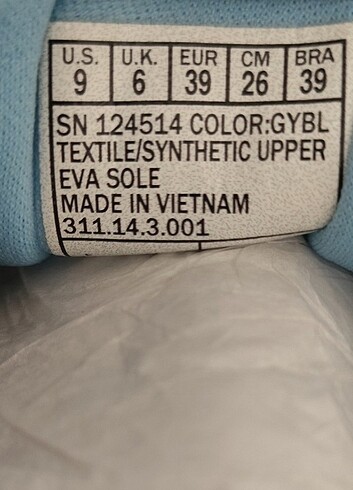 U.S. U.K. EUR CM BRA
9 6 39 26 39
SN 124514 COLOR:GYBL
TEXTILE/SYNTHETIC UPPER
EVA SOLE
MADE IN VIETNAM
311.14.3.001